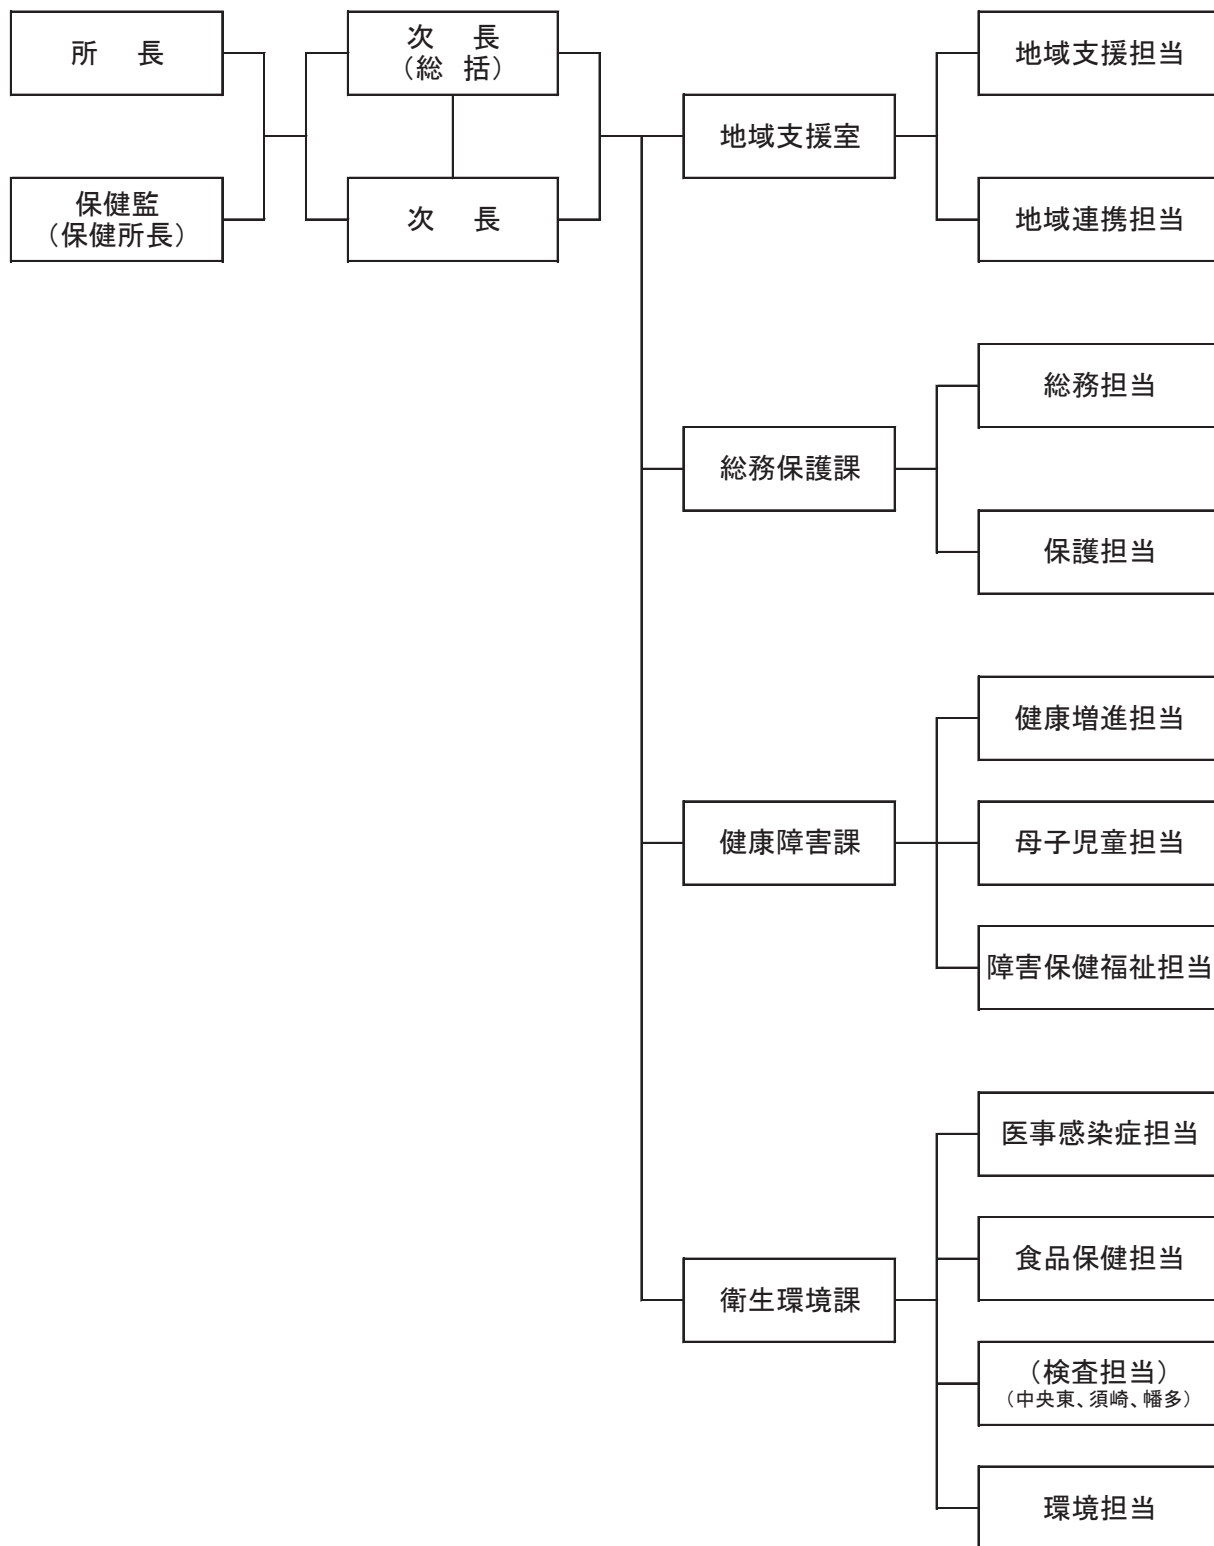 所 長
保健監
（保健所長）
次 長
（総 括）
次 長
地域支援室
地域支援担当
地域連携担当
総務保護課
総務担当
保護担当
健康障害課
健康増進担当
母子児童担当
障害保健福祉担当
衛生環境課
医事感染症担当
食品保健担当
（検査担当）
（中央東、須崎、幡多）
環境担当